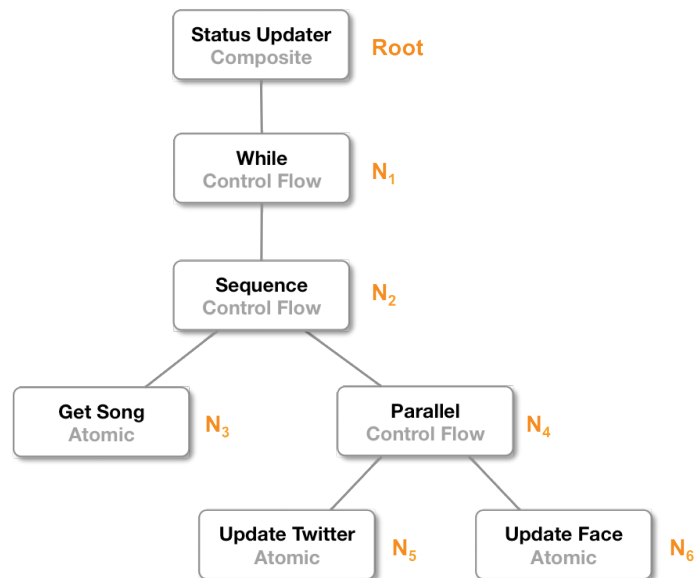 Status Updater
Composite
Root
While
Control Flow
N₁
Sequence
Control Flow
N₂
Get Song
Atomic
N₃
Parallel
Control Flow
N₄
Update Twitter
Atomic
N₅
Update Face
Atomic
N₆